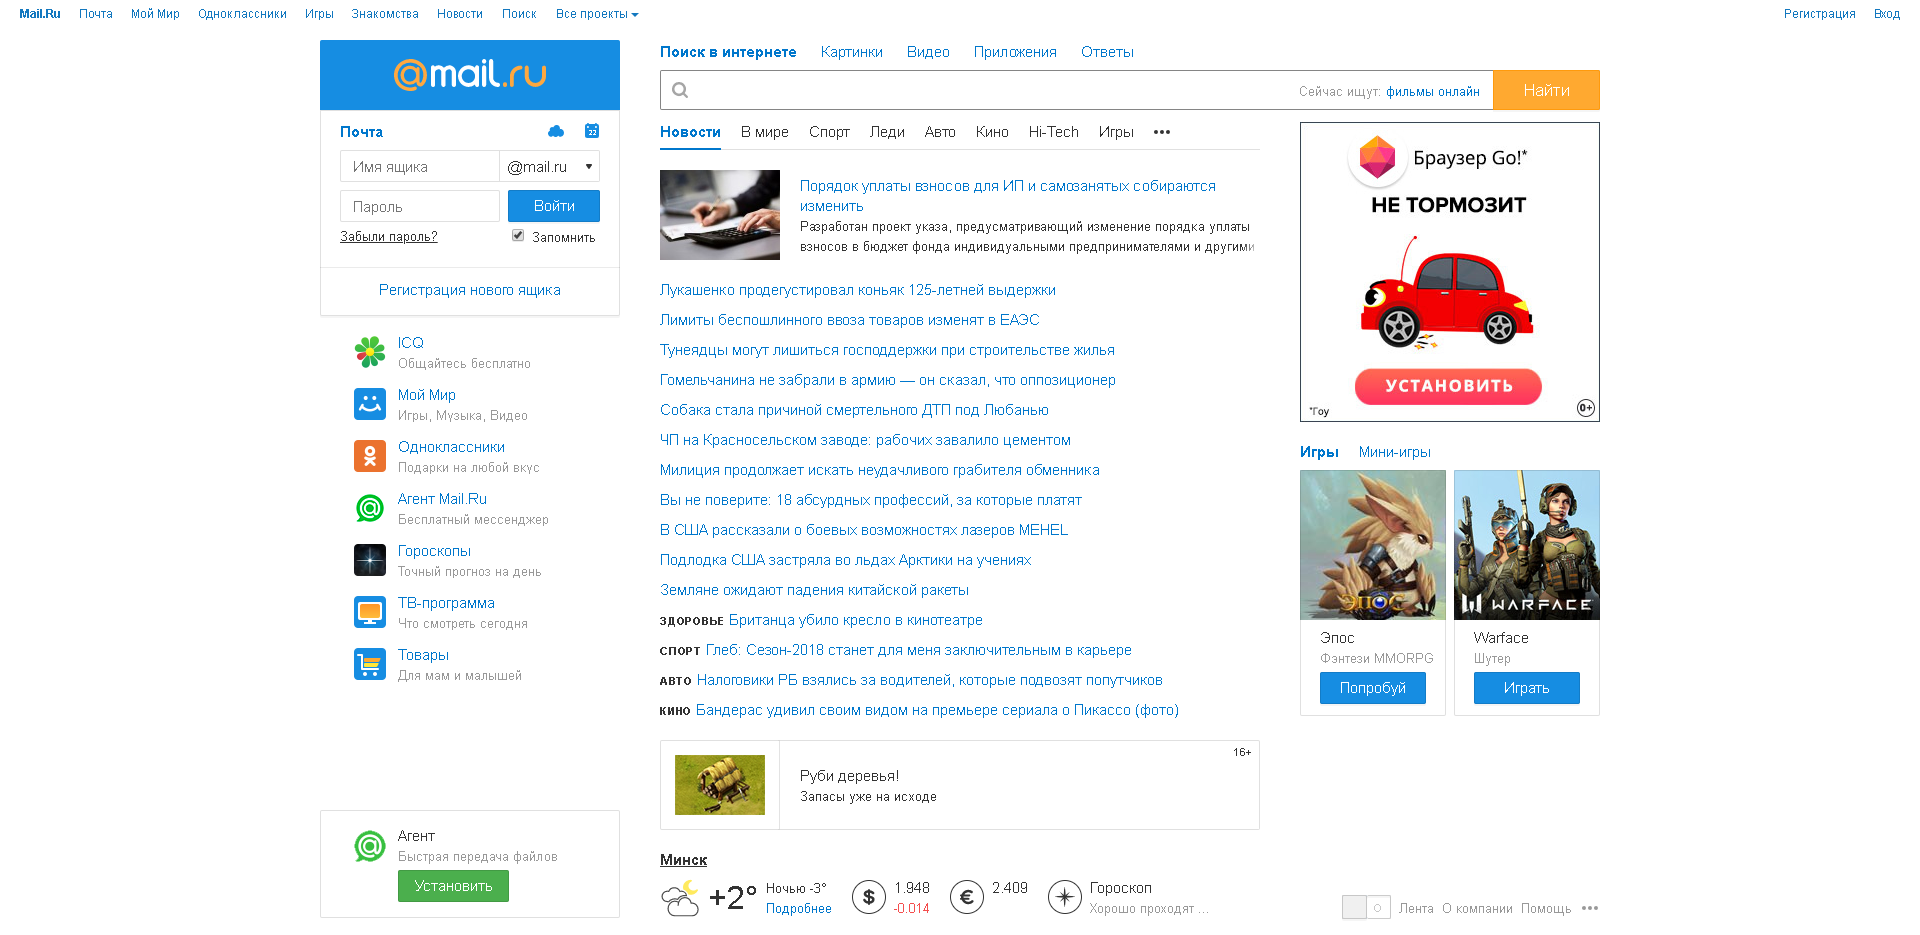 Mail.Ru Почта Мой Мир Одноклассники Игры Знакомства Новости Поиск Все проекты Регистрация Вход
@mail.ru
Почта
22
Имя ящика @mail.ru
Пароль Войти
Забыли пароль? Запомнить
Регистрация нового ящика
ICQ
Общайтесь бесплатно
Мой Мир
Игры, Музыка, Видео
Одноклассники
Подарки на любой вкус
Агент Mail.Ru
Бесплатный мессенджер
Гороскопы
Точный прогноз на день
ТВ-программа
Что смотреть сегодня
Товары
Для мам и малышей
Агент
Быстрая передача файлов
Установить
Поиск в интернете Картинки Видео Приложения Ответы
Сейчас ищут: фильмы онлайн Найти
Новости В мире Спорт Леди Авто Кино Hi-Tech Игры •••
Порядок уплаты взносов для ИП и самозанятых собираются
изменить
Разработан проект указа, предусматривающий изменение порядка уплаты
взносов в бюджет фонда индивидуальными предпринимателями и другими
Лукашенко продегустировал коньяк 125-летней выдержки
Лимиты беспошлинного ввоза товаров изменят в ЕАЭС
Тунеядцы могут лишиться господдержки при строительстве жилья
Гомельчанина не забрали в армию — он сказал, что оппозиционер
Собака стала причиной смертельного ДТП под Любанью
ЧП на Красносельском заводе: рабочих завалило цементом
Милиция продолжает искать неудачливого грабителя обменника
Вы не поверите: 18 абсурдных профессий, за которые платят
В США рассказали о боевых возможностях лазеров MEHEL
Подлодка США застряла во льдах Арктики на учениях
Земляне ожидают падения китайской ракеты
ЗДОРОВЬЕ Британца убило кресло в кинотеатре
СПОРТ Глеб: Сезон-2018 станет для меня заключительным в карьере
АВТО Налоговики РБ взялись за водителей, которые подвозят попутчиков
КИНО Бандерас удивил своим видом на премьере сериала о Пикассо (фото)
16+
Руби деревья!
Запасы уже на исходе
Минск
+2° Ночью -3° $ 1.948 € 2.409 Гороскоп
Подробнее -0.014 Хорошо проходят ...
Браузер Go!*
НЕ ТОРМОЗИТ
УСТАНОВИТЬ
*Гоу 0+
Игры Мини-игры
ЭПОС WARFACE
Эпос Warface
Фэнтези MMORPG Шутер
Попробуй Играть
Лента О компании Помощь •••